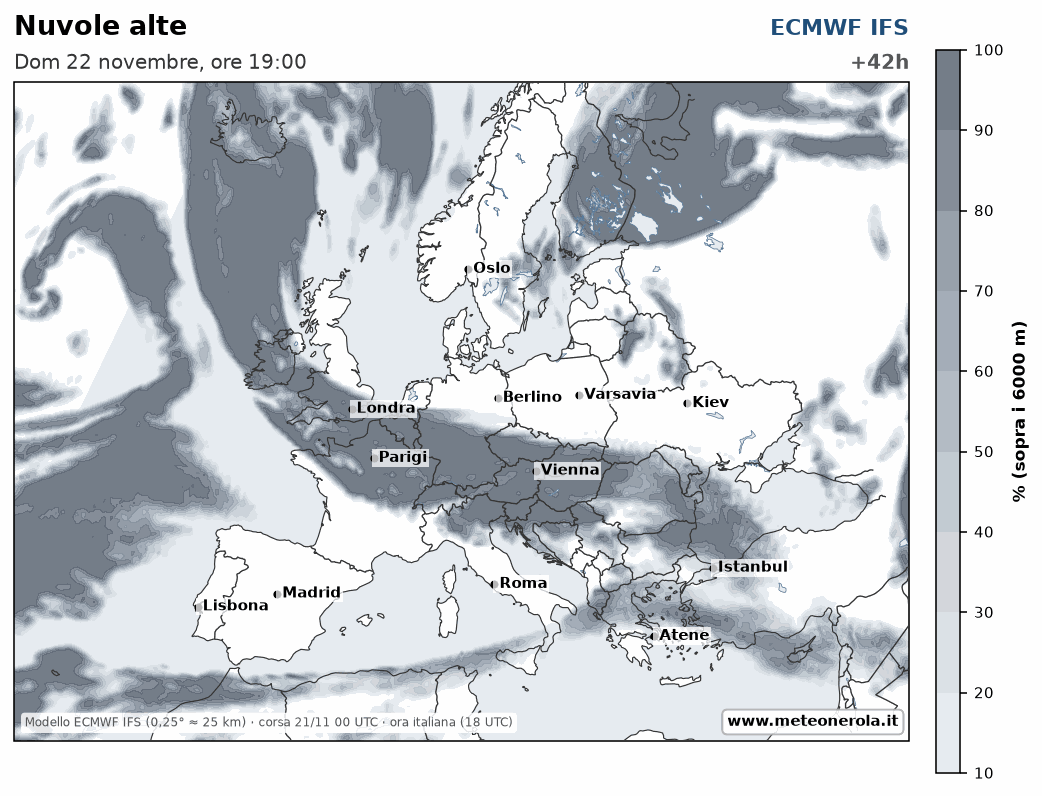 Nuvole alte
ECMWF IFS
Dom 22 novembre, ore 19:00
+42h
100
90
80
70
60
50
40
30
20
10
% (sopra i 6000 m)
Oslo
Berlino
Varsavia
Kiev
Londra
Parigi
Vienna
Istanbul
Roma
Madrid
Lisbona
Atene
Modello ECMWF IFS (0,25° ≈ 25 km) · corsa 21/11 00 UTC · ora italiana (18 UTC)
www.meteonerola.it